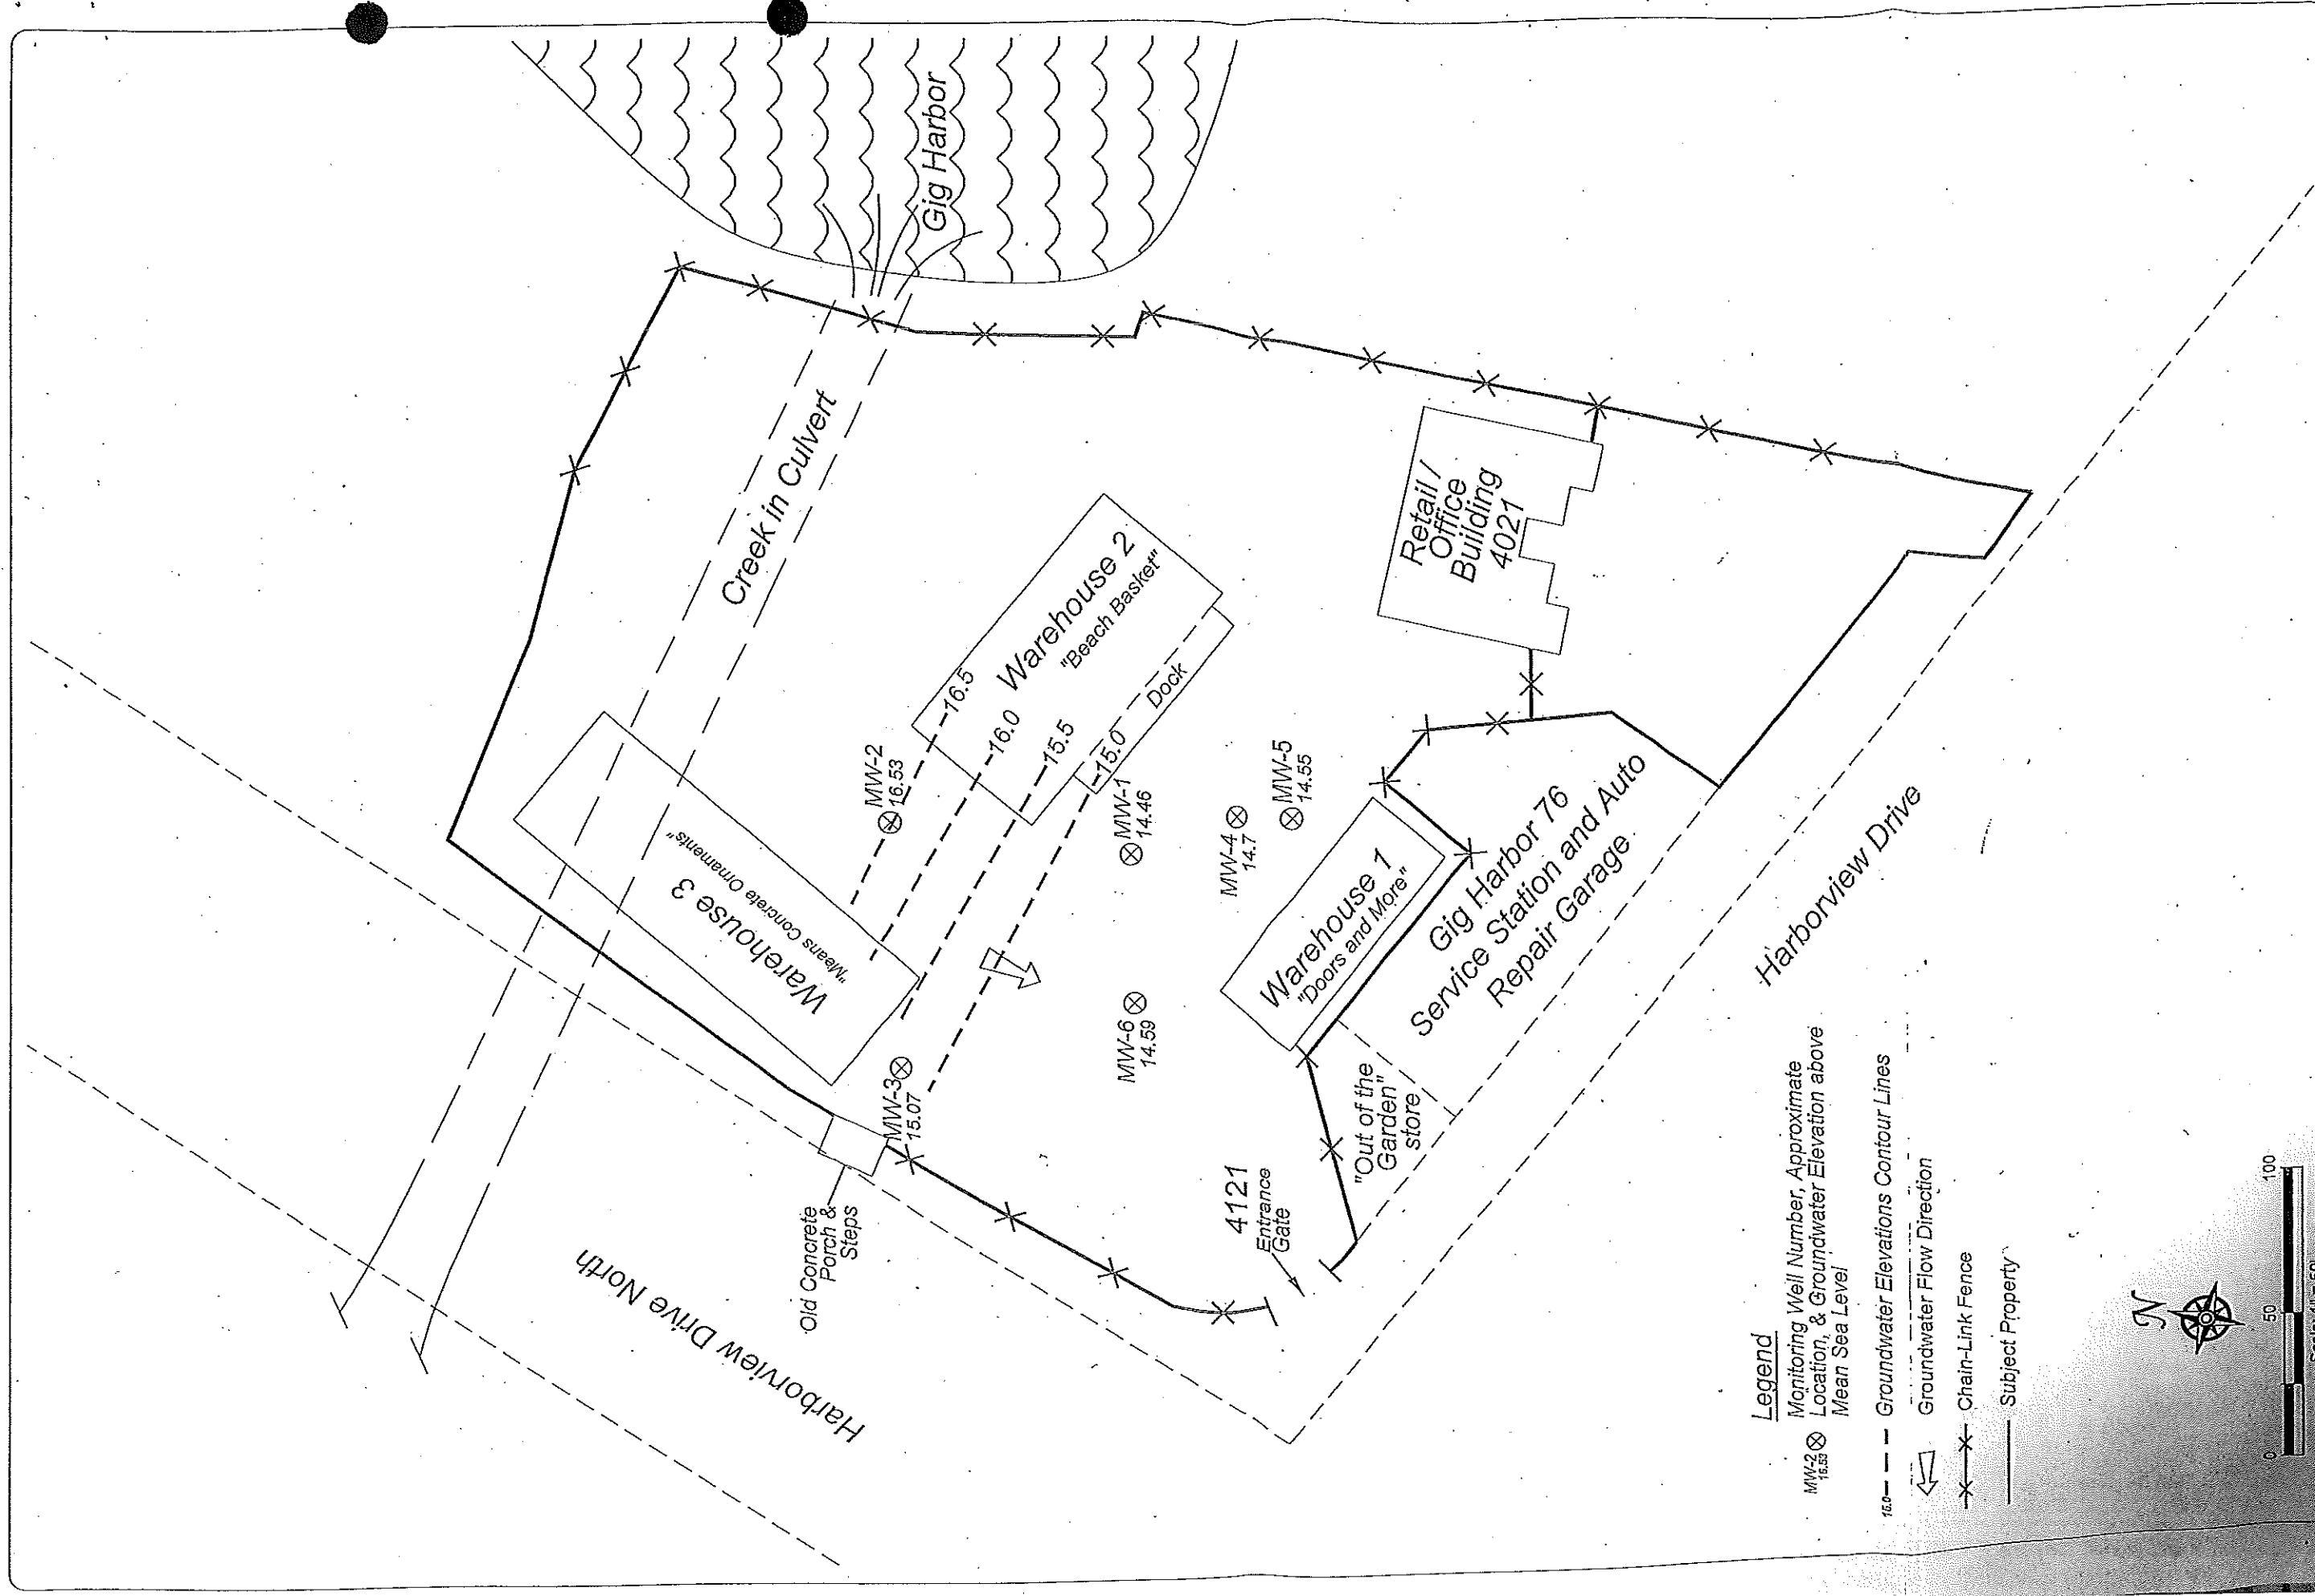 Gig Harbor
Creek in Culvert
Warehouse 2
"Beach Basket"
Dock
16.5
16.0
15.5
15.0
Warehouse 3
"Means Concrete Ornaments"
MW-2
16.53
MW-1
14.46
MW-4
14.7
MW-5
14.55
MW-6
14.59
MW-3
15.07
Retail /
Office
Building
4021
Warehouse 1
"Doors and More"
Gig Harbor 76
Service Station and Auto
Repair Garage
"Out of the
Garden"
store
4121
Entrance
Gate
Old Concrete
Porch &
Steps
Harborview Drive North
Harborview Drive
Legend
MW-2
16.53
Monitoring Well Number, Approximate
Location, & Groundwater Elevation above
Mean Sea Level
15.0
Groundwater Elevations Contour Lines
Groundwater Flow Direction
Chain-Link Fence
Subject Property
N
0 50 100